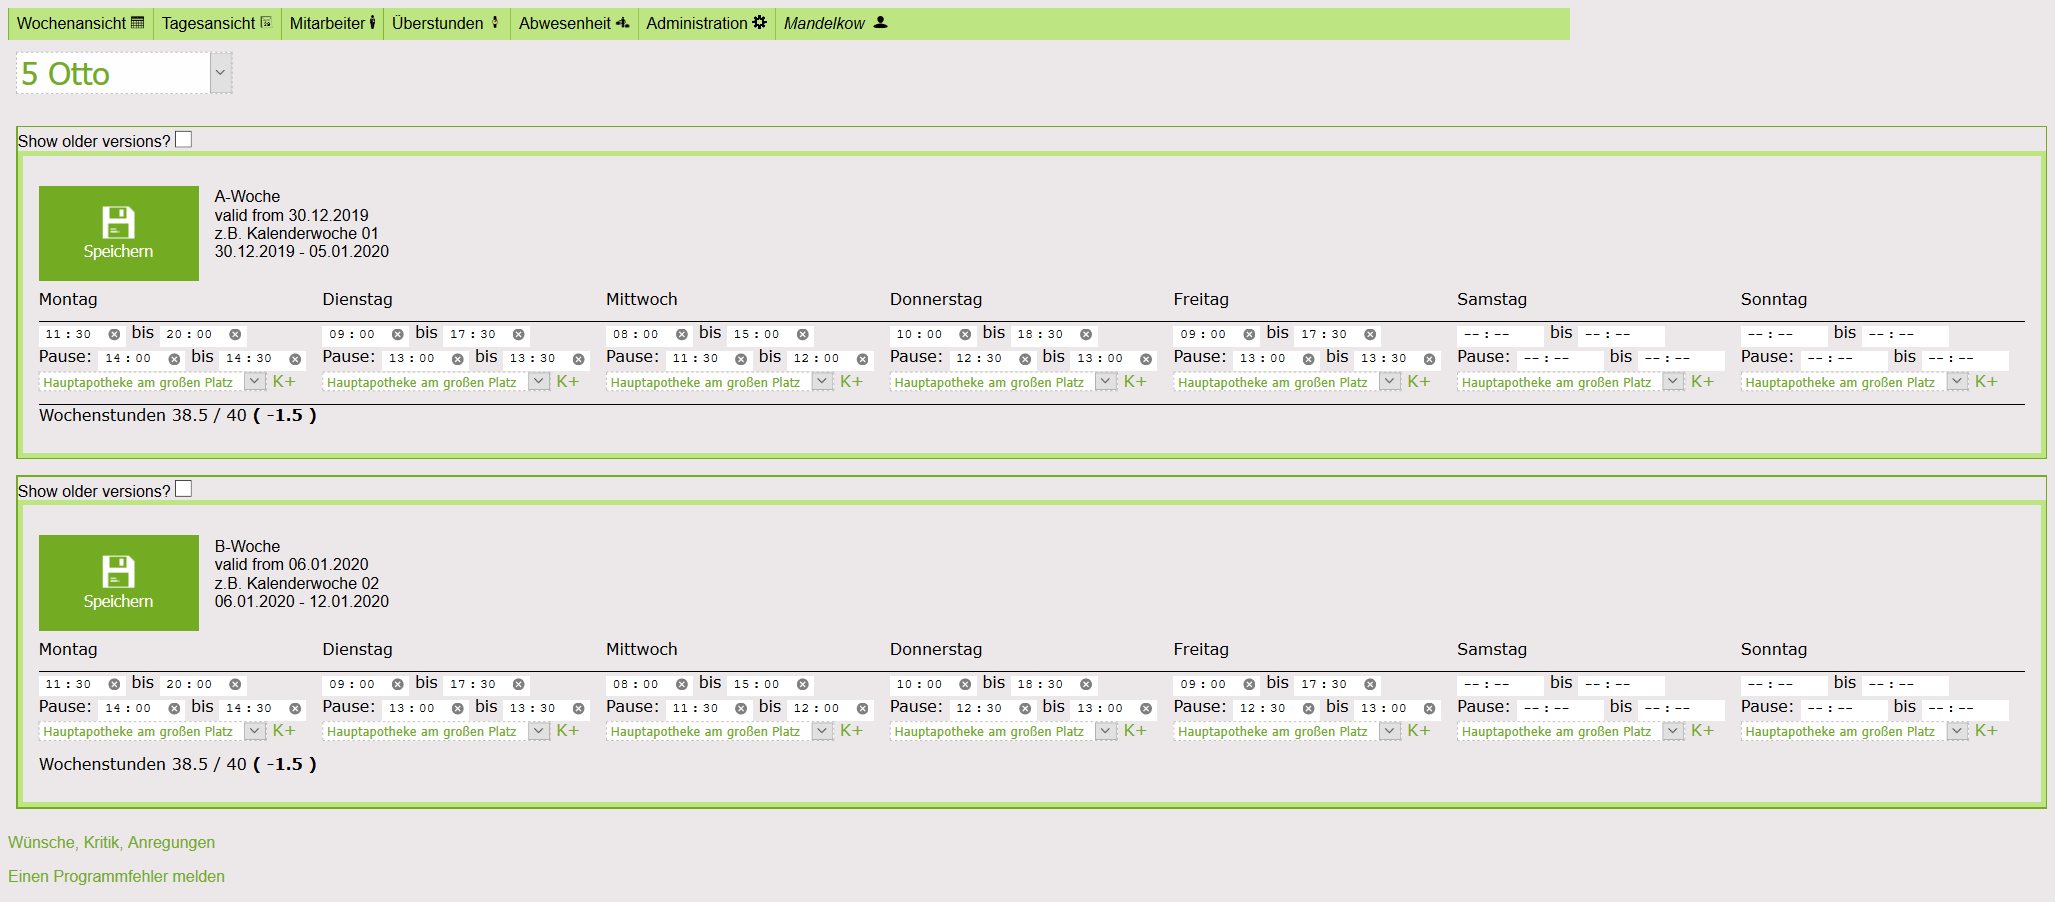 Wochenansicht Tagesansicht Mitarbeiter Überstunden Abwesenheit Administration Mandelkow
5 Otto
Show older versions?
Speichern
A-Woche
valid from 30.12.2019
z.B. Kalenderwoche 01
30.12.2019 - 05.01.2020
Montag Dienstag Mittwoch Donnerstag Freitag Samstag Sonntag
11:30 bis 20:00 09:00 bis 17:30 08:00 bis 15:00 10:00 bis 18:30 09:00 bis 17:30 --:-- bis --:-- --:-- bis --:--
Pause: 14:00 bis 14:30 Pause: 13:00 bis 13:30 Pause: 11:30 bis 12:00 Pause: 12:30 bis 13:00 Pause: 13:00 bis 13:30 Pause: --:-- bis --:-- Pause: --:-- bis --:--
Hauptapotheke am großen Platz K+ Hauptapotheke am großen Platz K+ Hauptapotheke am großen Platz K+ Hauptapotheke am großen Platz K+ Hauptapotheke am großen Platz K+ Hauptapotheke am großen Platz K+ Hauptapotheke am großen Platz K+
Wochenstunden 38.5 / 40 ( -1.5 )
Show older versions?
Speichern
B-Woche
valid from 06.01.2020
z.B. Kalenderwoche 02
06.01.2020 - 12.01.2020
Montag Dienstag Mittwoch Donnerstag Freitag Samstag Sonntag
11:30 bis 20:00 09:00 bis 17:30 08:00 bis 15:00 10:00 bis 18:30 09:00 bis 17:30 --:-- bis --:-- --:-- bis --:--
Pause: 14:00 bis 14:30 Pause: 13:00 bis 13:30 Pause: 11:30 bis 12:00 Pause: 12:30 bis 13:00 Pause: 12:30 bis 13:00 Pause: --:-- bis --:-- Pause: --:-- bis --:--
Hauptapotheke am großen Platz K+ Hauptapotheke am großen Platz K+ Hauptapotheke am großen Platz K+ Hauptapotheke am großen Platz K+ Hauptapotheke am großen Platz K+ Hauptapotheke am großen Platz K+ Hauptapotheke am großen Platz K+
Wochenstunden 38.5 / 40 ( -1.5 )
Wünsche, Kritik, Anregungen
Einen Programmfehler melden